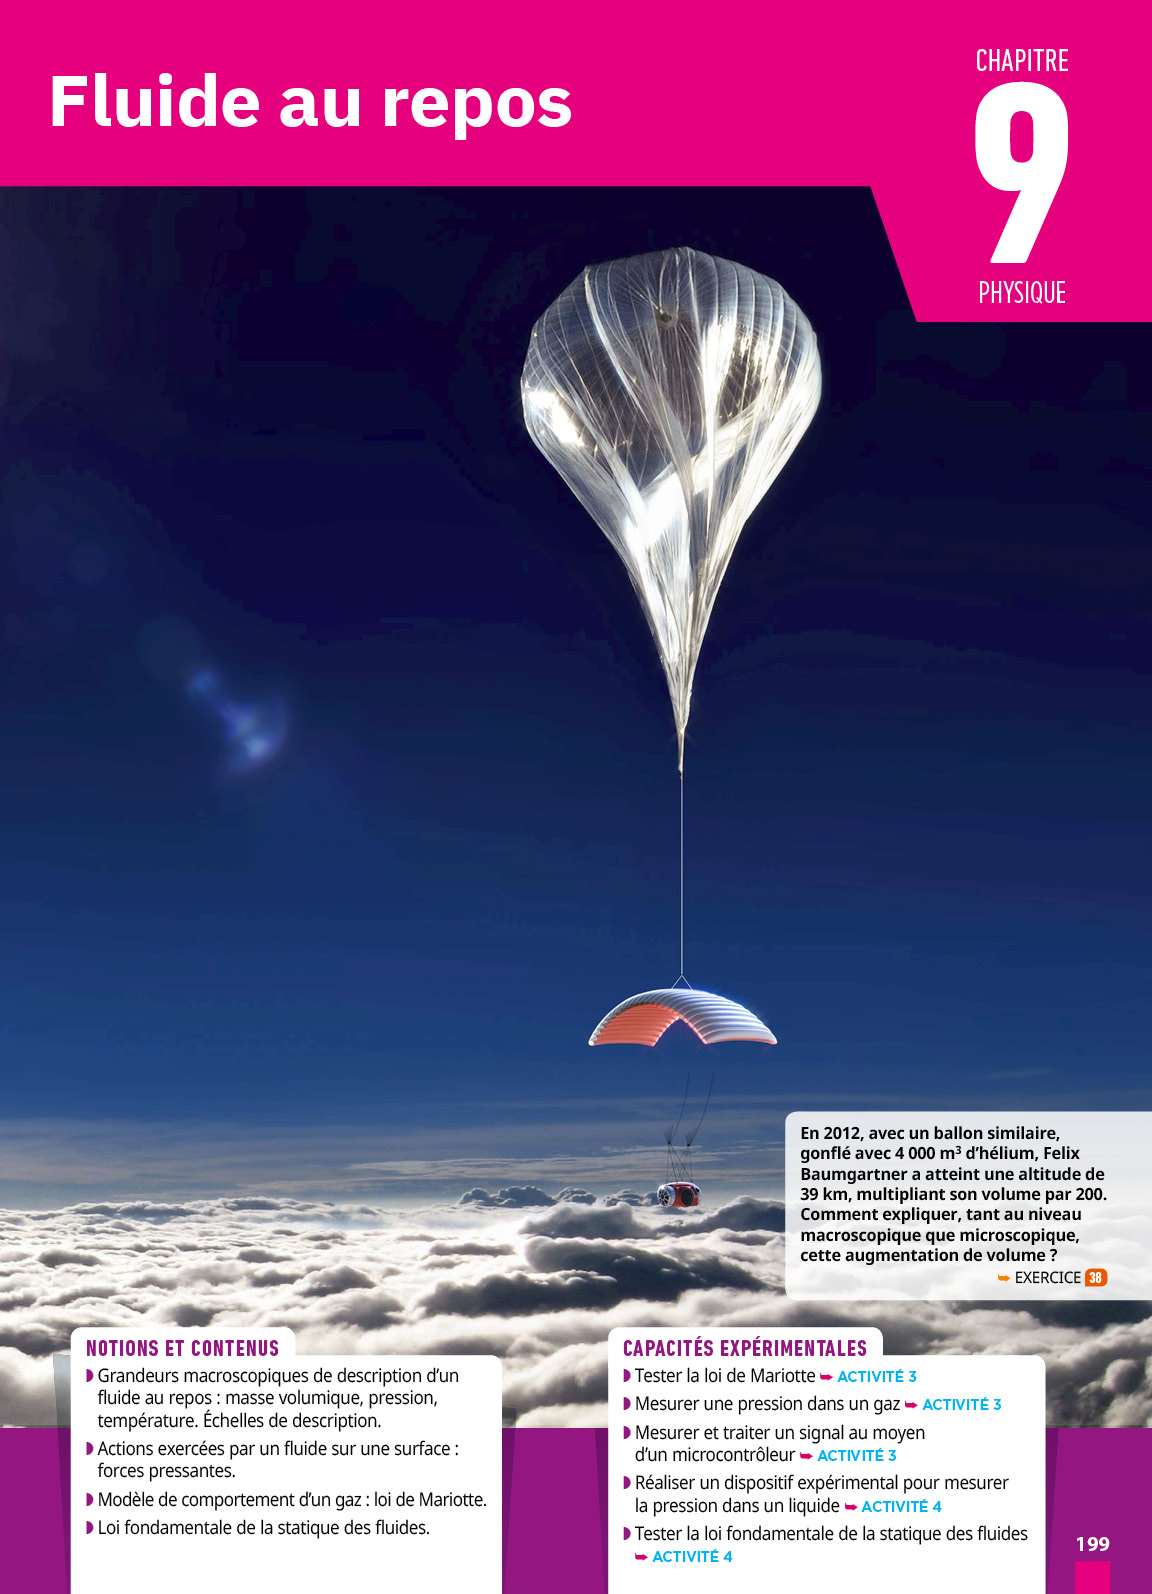 Fluide au repos
CHAPITRE
9
PHYSIQUE
En 2012, avec un ballon similaire,
gonflé avec 4 000 m³ d’hélium, Felix
Baumgartner a atteint une altitude de
39 km, multipliant son volume par 200.
Comment expliquer, tant au niveau
macroscopique que microscopique,
cette augmentation de volume ?
➥ EXERCICE 38
NOTIONS ET CONTENUS
◗ Grandeurs macroscopiques de description d’un
fluide au repos : masse volumique, pression,
température. Échelles de description.
◗ Actions exercées par un fluide sur une surface :
forces pressantes.
◗ Modèle de comportement d’un gaz : loi de Mariotte.
◗ Loi fondamentale de la statique des fluides.
CAPACITÉS EXPÉRIMENTALES
◗ Tester la loi de Mariotte ➥ ACTIVITÉ 3
◗ Mesurer une pression dans un gaz ➥ ACTIVITÉ 3
◗ Mesurer et traiter un signal au moyen
d’un microcontrôleur ➥ ACTIVITÉ 3
◗ Réaliser un dispositif expérimental pour mesurer
la pression dans un liquide ➥ ACTIVITÉ 4
◗ Tester la loi fondamentale de la statique des fluides
➥ ACTIVITÉ 4
199